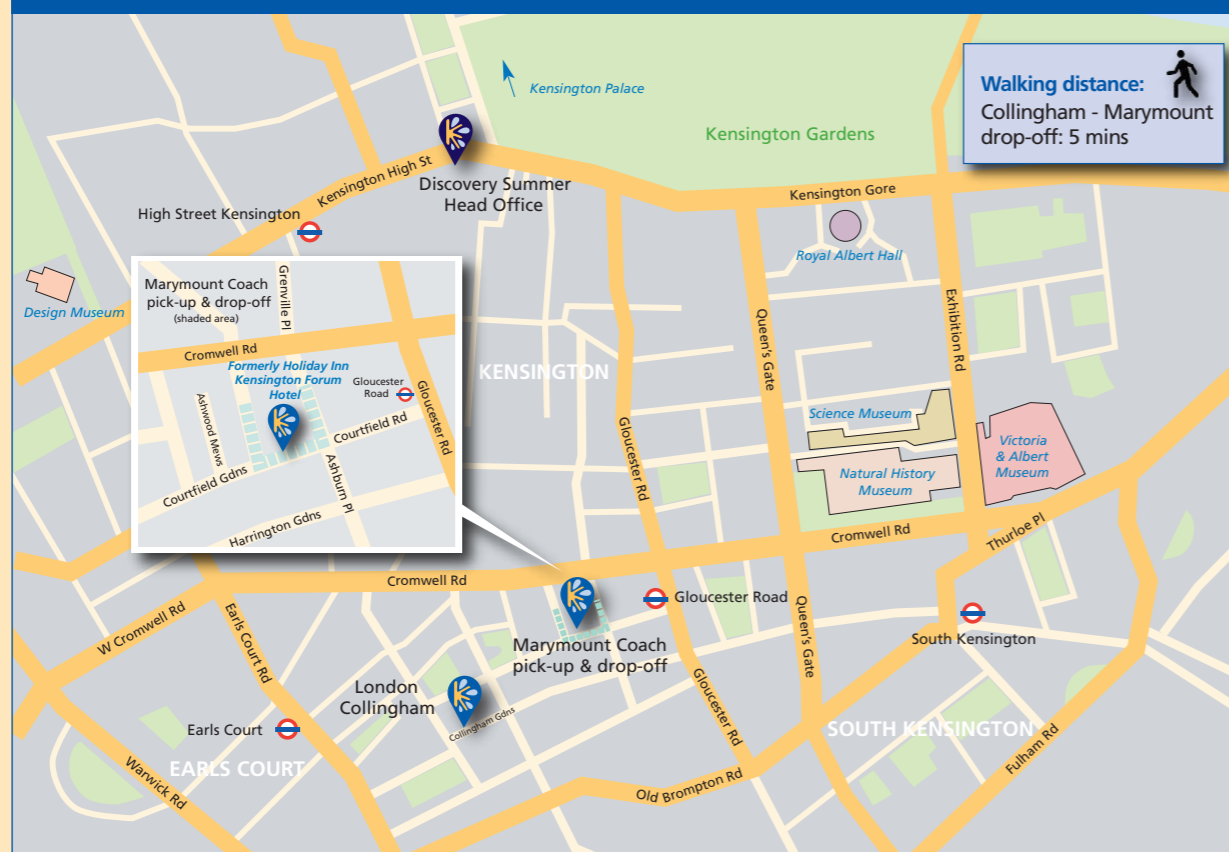 Kensington Palace
Walking distance:
Collingham - Marymount
drop-off: 5 mins
Kensington Gardens
Kensington High St
Discovery Summer
Head Office
Kensington Gore
High Street Kensington
Royal Albert Hall
Design Museum
Marymount Coach
pick-up & drop-off
(shaded area)
Grenville Pl
Cromwell Rd
Formerly Holiday Inn
Kensington Forum
Hotel
Gloucester
Road
Gloucester Rd
Ashwood Mews
Courtfield Rd
Courtfield Gdns
Ashburn Pl
Harrington Gdns
KENSINGTON
Gloucester Rd
Queen's Gate
Exhibition Rd
Science Museum
Natural History
Museum
Victoria
& Albert
Museum
Cromwell Rd
Thurloe Pl
Cromwell Rd
W Cromwell Rd
Earls Court Rd
Gloucester Road
Queen's Gate
South Kensington
Marymount Coach
pick-up & drop-off
London
Collingham
Collingham Gdns
Gloucester Rd
Earls Court
EARLS COURT
Warwick Rd
Old Brompton Rd
SOUTH KENSINGTON
Fulham Rd